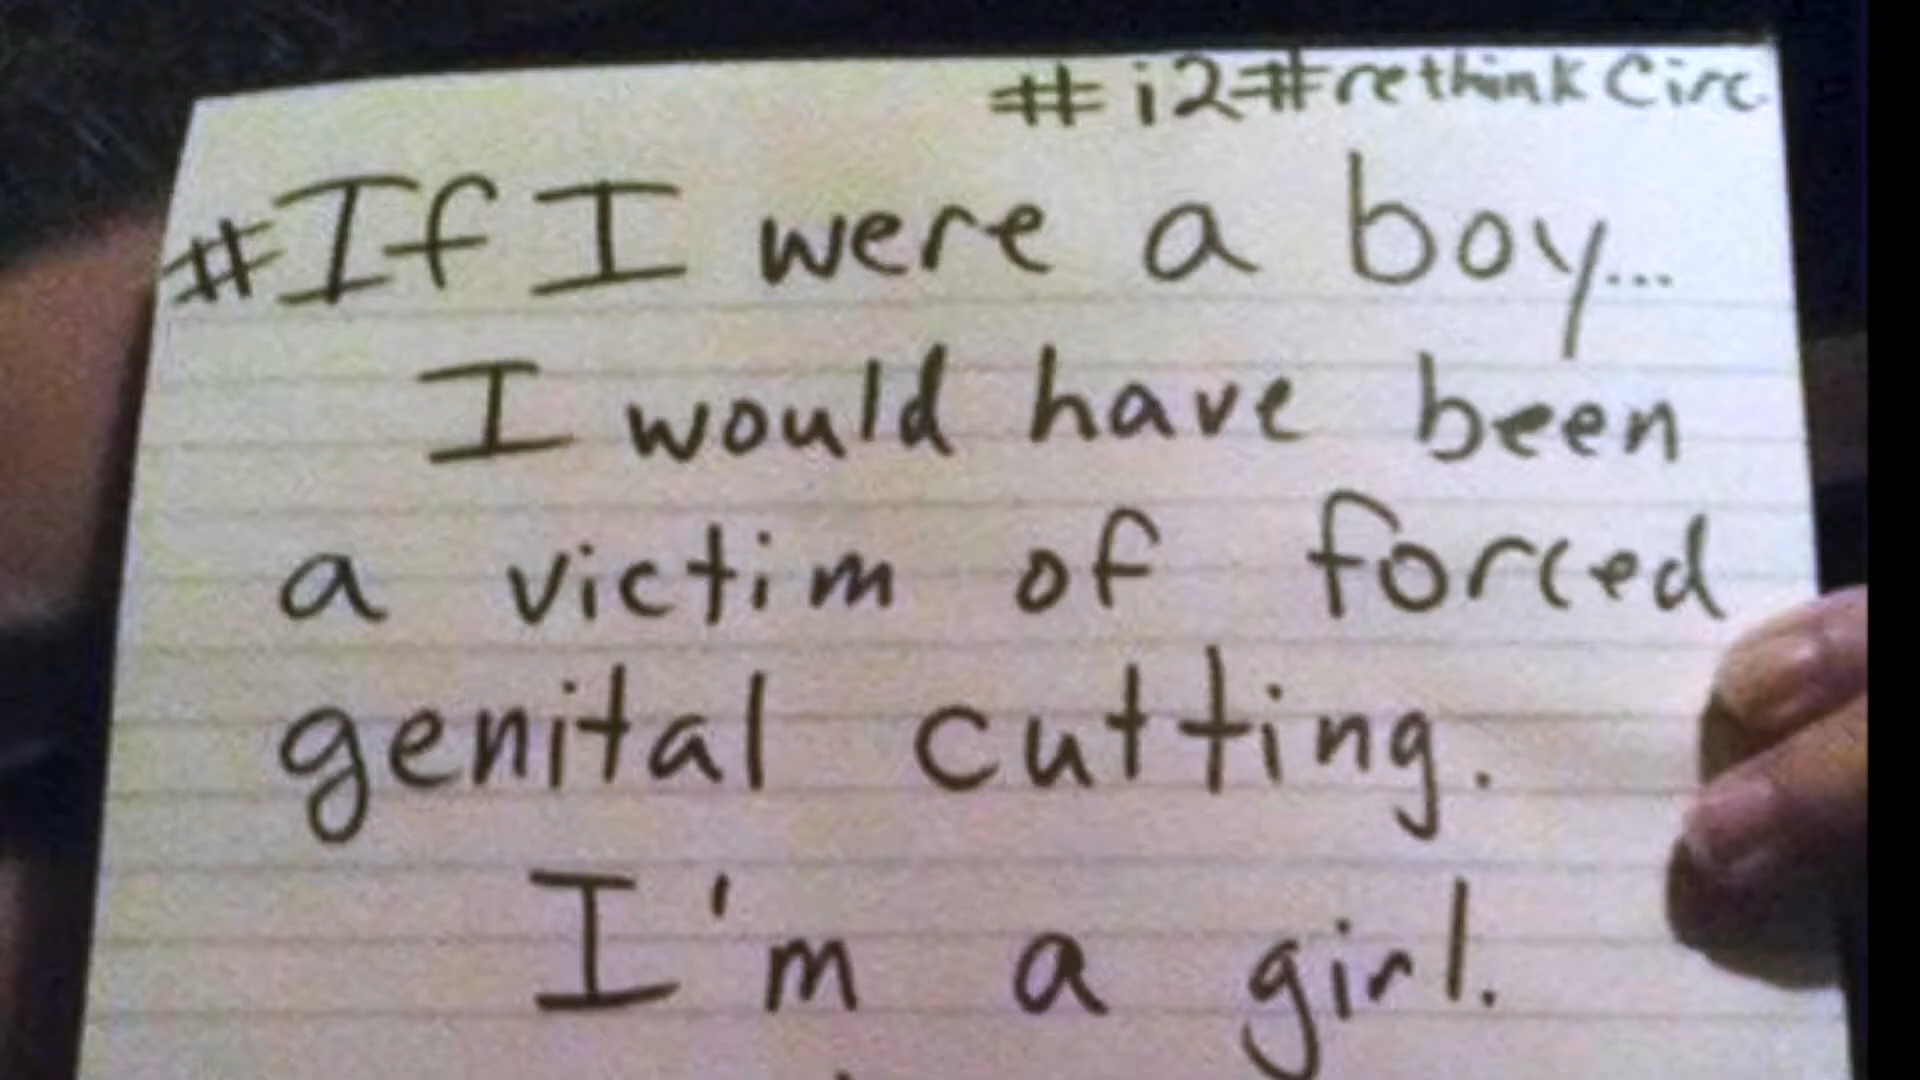 #i2#rethinkCirc
#If I were a boy...
I would have been
a victim of forced
genital cutting.
I'm a girl.